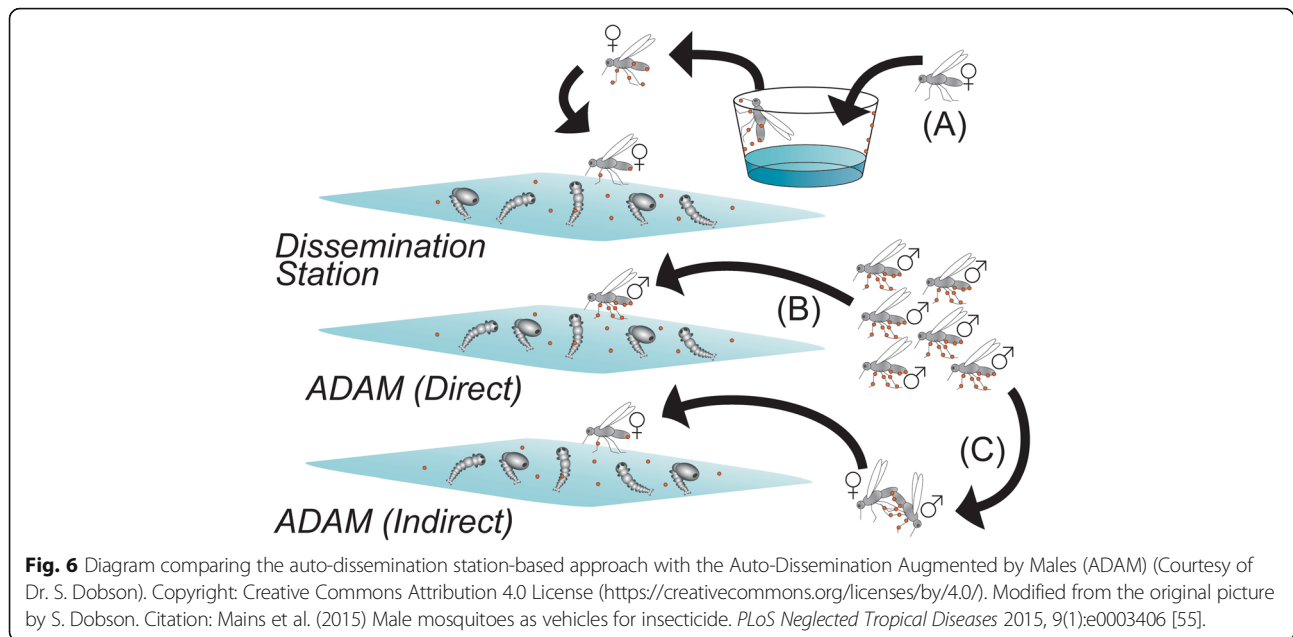 ♀
♀
(A)
♀
Dissemination
Station
♂
(B)
♂ ♂
♂ ♂
♂ ♂
ADAM (Direct)
♀
(C)
♀ ♂
ADAM (Indirect)
Fig. 6 Diagram comparing the auto-dissemination station-based approach with the Auto-Dissemination Augmented by Males (ADAM) (Courtesy of
Dr. S. Dobson). Copyright: Creative Commons Attribution 4.0 License (https://creativecommons.org/licenses/by/4.0/). Modified from the original picture
by S. Dobson. Citation: Mains et al. (2015) Male mosquitoes as vehicles for insecticide. PLoS Neglected Tropical Diseases 2015, 9(1):e0003406 [55].